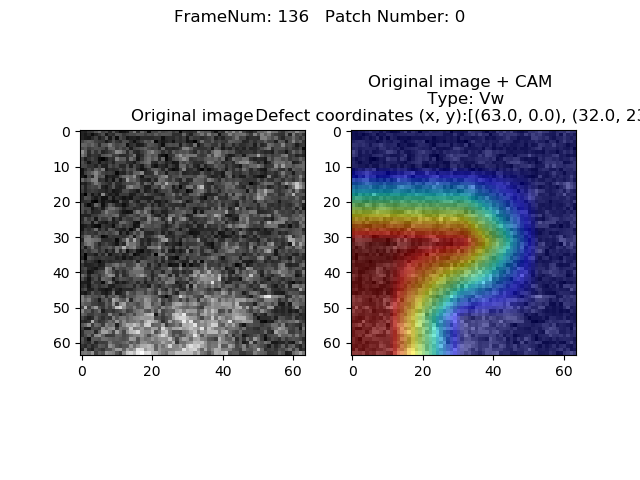 FrameNum: 136   Patch Number: 0
Original image + CAM
Type: Vw
Original image
Defect coordinates (x, y):[(63.0, 0.0), (32.0, 23
0
10
20
30
40
50
60
0 20 40 60
0
10
20
30
40
50
60
0 20 40 60